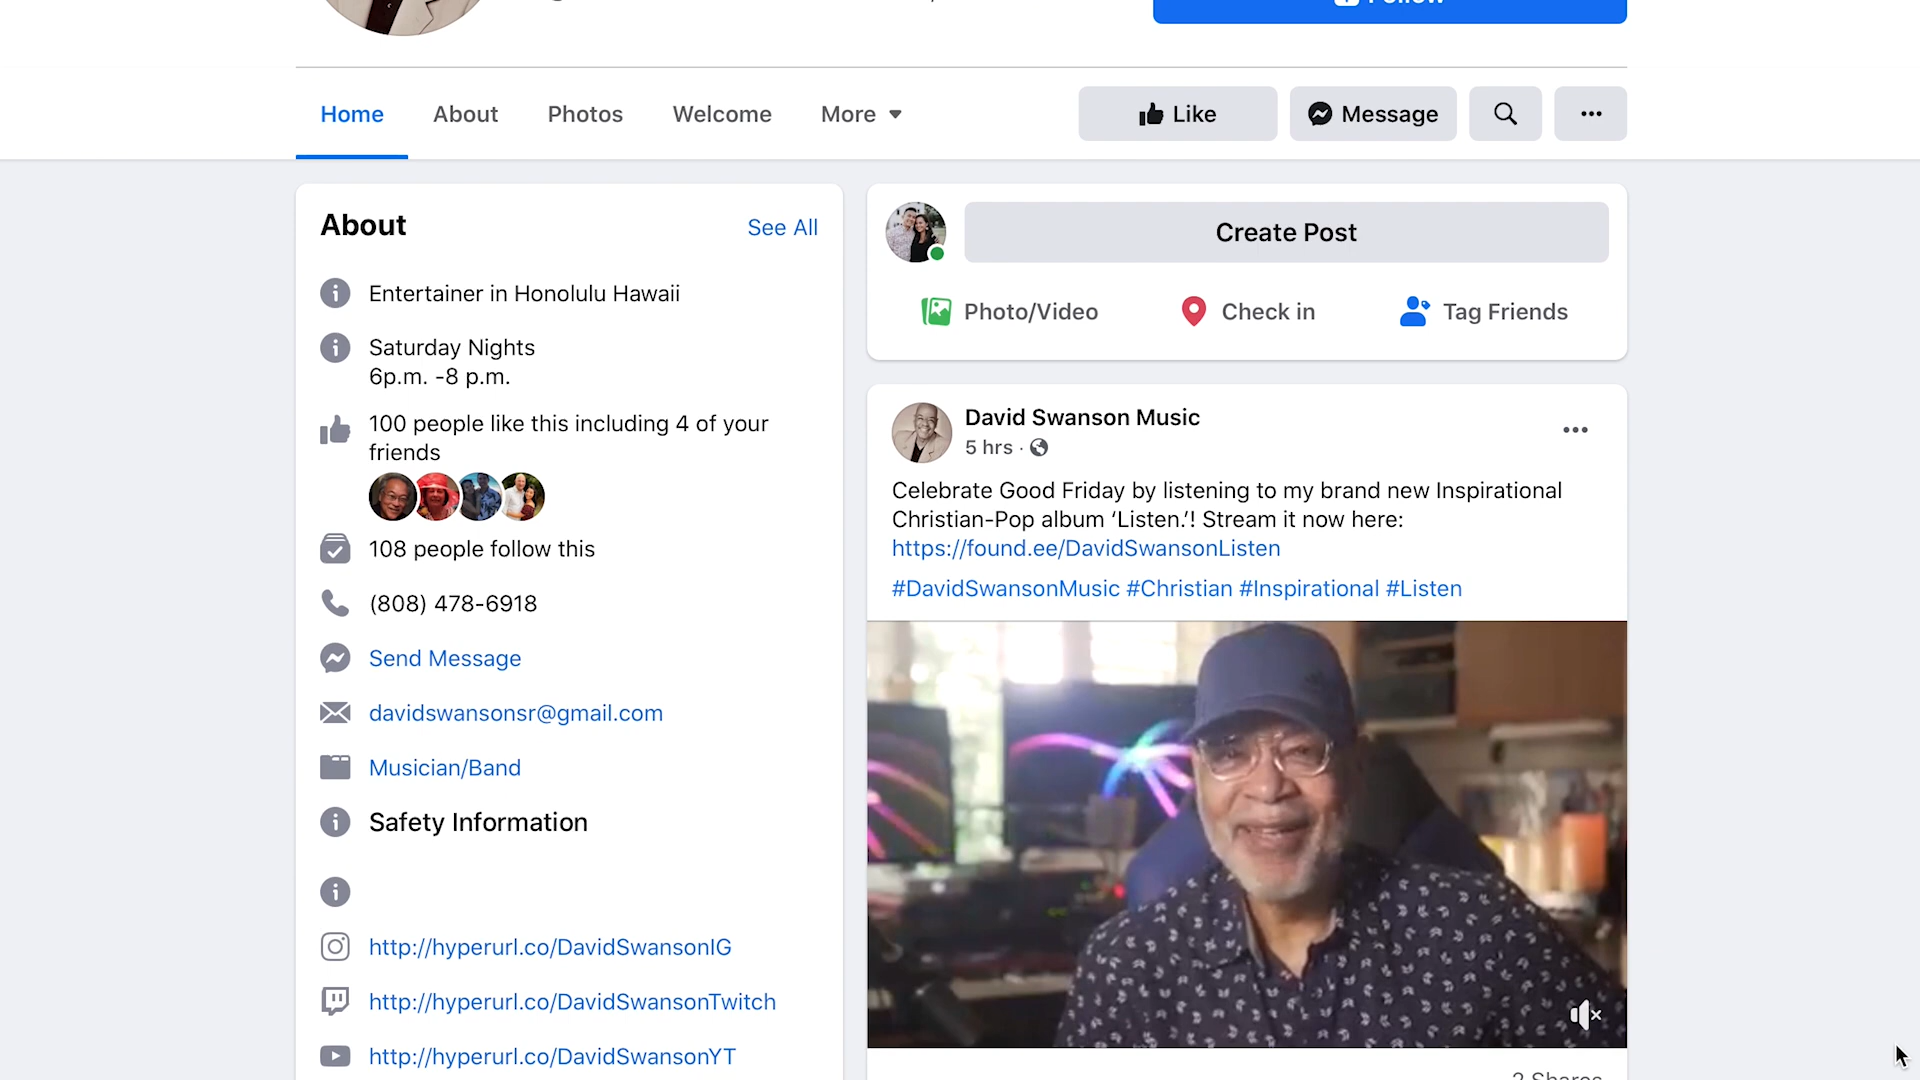 Follow
Home About Photos Welcome More Like Message
About
See All
Entertainer in Honolulu Hawaii
Saturday Nights
6p.m. -8 p.m.
100 people like this including 4 of your
friends
108 people follow this
(808) 478-6918
Send Message
davidswansonsr@gmail.com
Musician/Band
Safety Information
http://hyperurl.co/DavidSwansonIG
http://hyperurl.co/DavidSwansonTwitch
http://hyperurl.co/DavidSwansonYT
Create Post
Photo/Video Check in Tag Friends
David Swanson Music
5 hrs ·
Celebrate Good Friday by listening to my brand new Inspirational
Christian-Pop album ‘Listen.’! Stream it now here:
https://found.ee/DavidSwansonListen
#DavidSwansonMusic #Christian #Inspirational #Listen
2 Shares